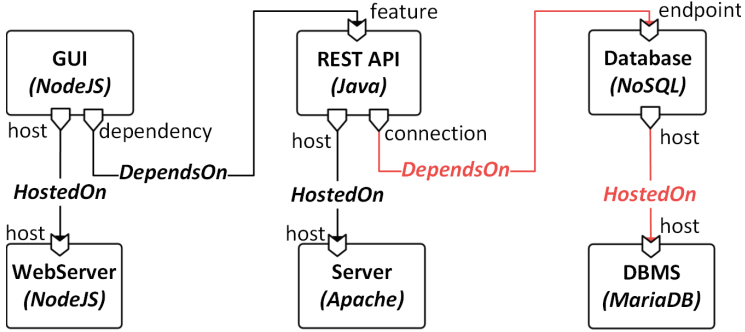 feature
endpoint
GUI
(NodeJS)
REST API
(Java)
Database
(NoSQL)
host
dependency
host
connection
host
DependsOn
DependsOn
HostedOn
HostedOn
HostedOn
host
host
host
WebServer
(NodeJS)
Server
(Apache)
DBMS
(MariaDB)